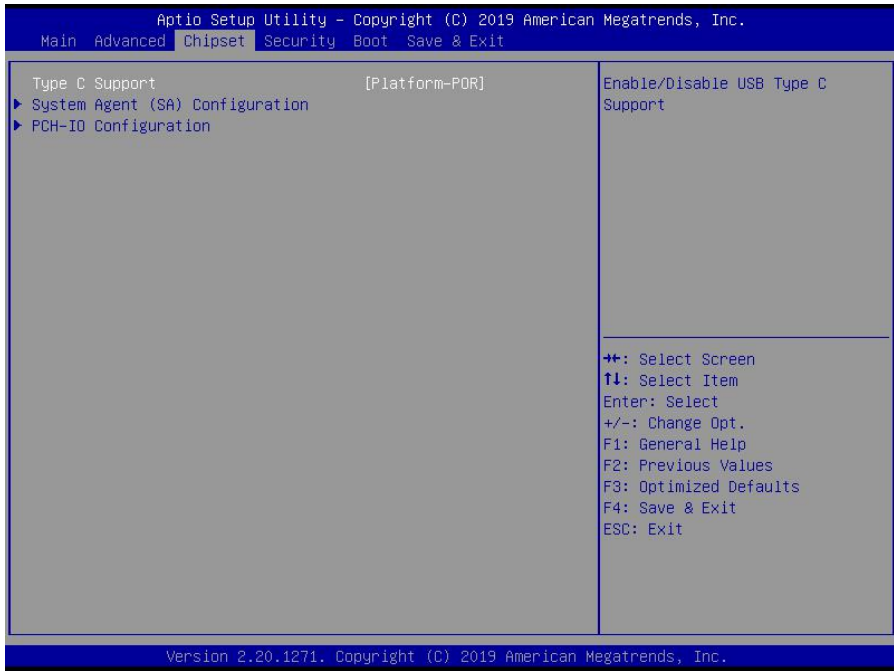 Aptio Setup Utility – Copyright (C) 2019 American Megatrends, Inc.
Main Advanced Chipset Security Boot Save & Exit
Type C Support [Platform-POR]
System Agent (SA) Configuration
PCH-IO Configuration
Enable/Disable USB Type C
Support
→←: Select Screen
↑↓: Select Item
Enter: Select
+/-: Change Opt.
F1: General Help
F2: Previous Values
F3: Optimized Defaults
F4: Save & Exit
ESC: Exit
Version 2.20.1271. Copyright (C) 2019 American Megatrends, Inc.